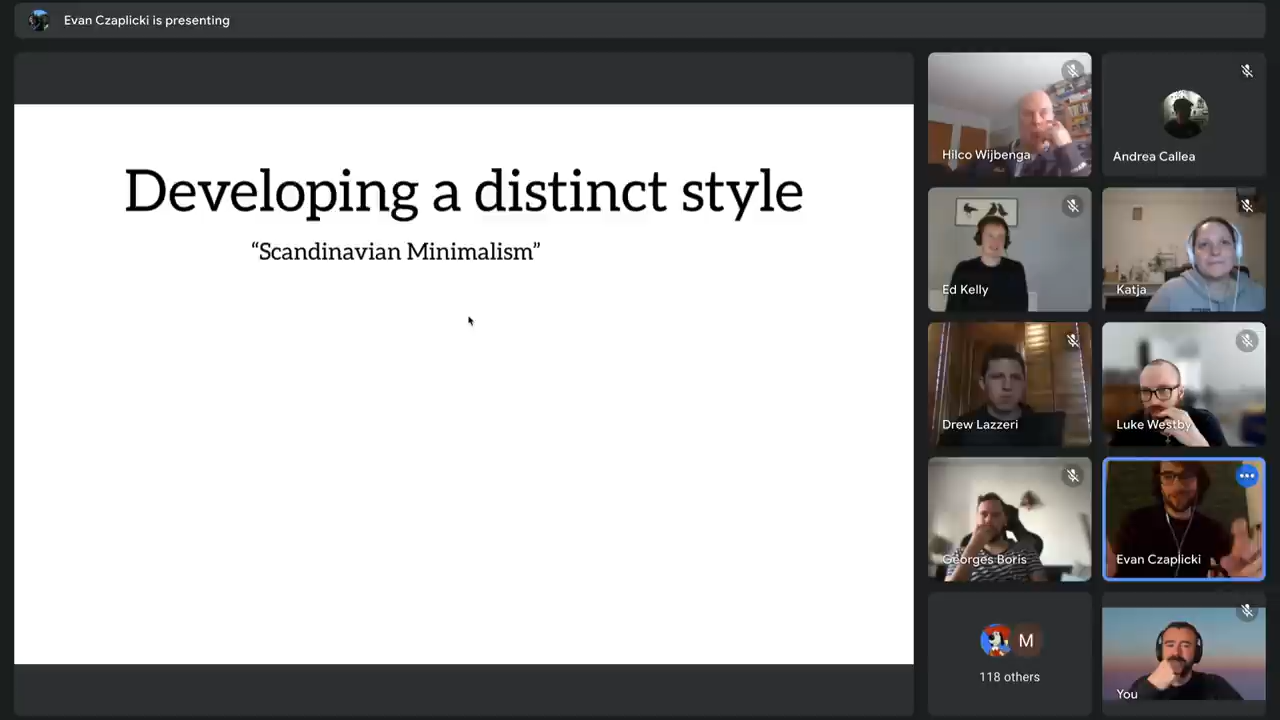 Evan Czaplicki is presenting
Developing a distinct style
“Scandinavian Minimalism”
Hilco Wijbenga
Andrea Callea
Ed Kelly
Katja
Drew Lazzeri
Luke Westby
Georges Boris
Evan Czaplicki
M
118 others
You